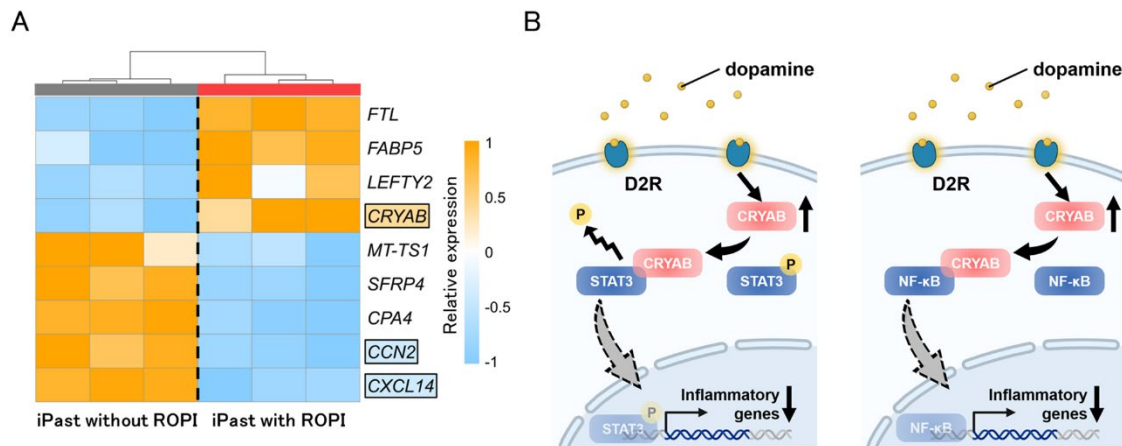 A
FTL
FABP5
LEFTY2
CRYAB
MT-TS1
SFRP4
CPA4
CCN2
CXCL14
iPast without ROPI
iPast with ROPI
1
0.5
0
-0.5
-1
Relative expression
B
dopamine
D2R
CRYAB
P
CRYAB
STAT3
P
STAT3
P
STAT3
Inflammatory
genes
dopamine
D2R
CRYAB
CRYAB
NF-κB
NF-κB
NF-κB
Inflammatory
genes